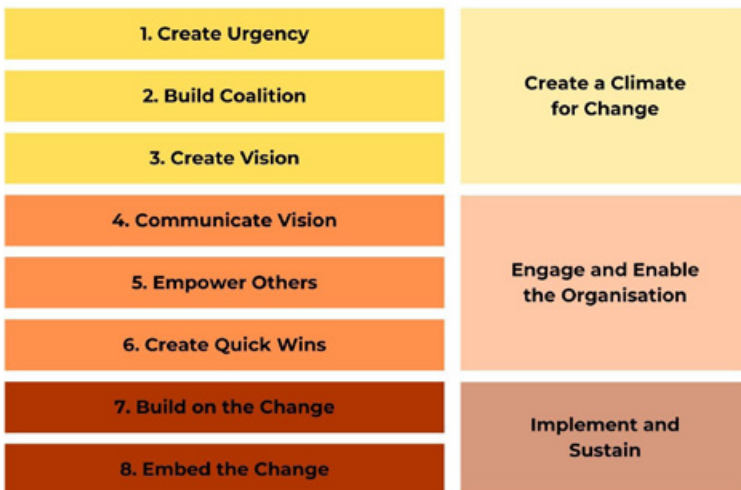 1. Create Urgency
2. Build Coalition
3. Create Vision
Create a Climate
for Change
4. Communicate Vision
5. Empower Others
6. Create Quick Wins
Engage and Enable
the Organisation
7. Build on the Change
8. Embed the Change
Implement and
Sustain